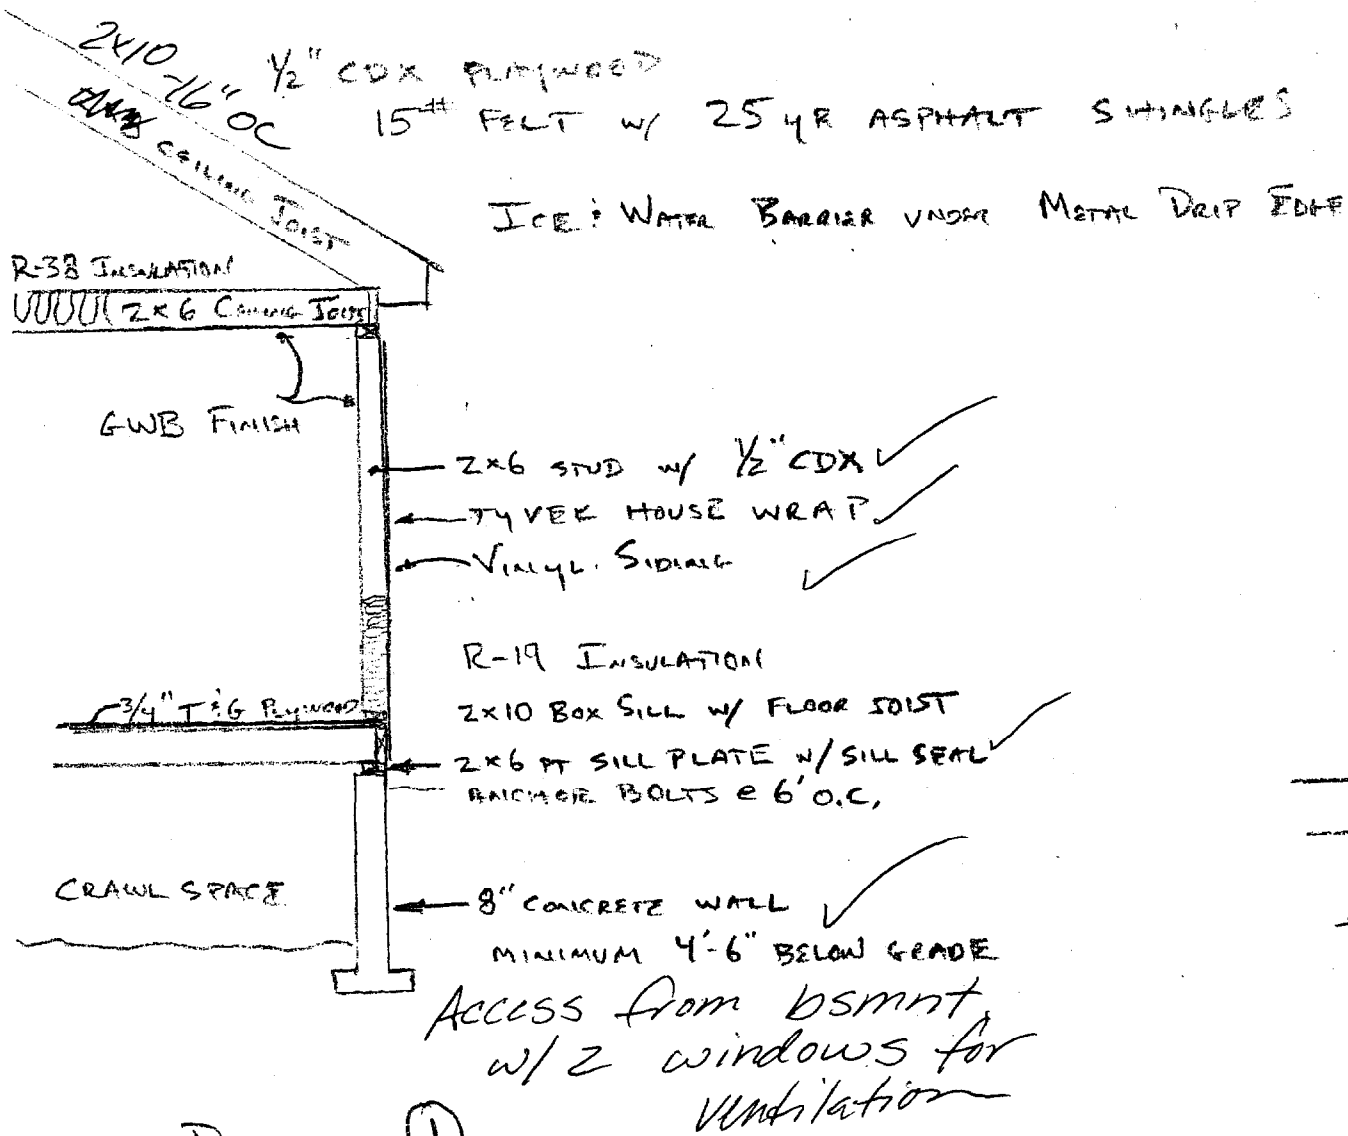 2x10 -16" OC
1/2" CDX PLAYWOOD
15# FELT W/ 25 YR ASPHALT SHINGLES
CEILING JOIST
ICE & WATER BARRIER UNDER METAL DRIP EDGE
R-38 INSULATION
2x6 CEILING JOIST
GWB FINISH
2x6 STUD W/ 1/2" CDX
TYVEK HOUSE WRAP
VINYL SIDING
R-19 INSULATION
3/4" T&G PLYWOOD
2x10 BOX SILL W/ FLOOR JOIST
2x6 PT SILL PLATE W/ SILL SEAL
ANCHOR BOLTS @ 6' O.C.
CRAWL SPACE
8" CONCRETE WALL
MINIMUM 4'-6" BELOW GRADE
Access from bsmnt.
w/ 2 windows for
ventilation
1